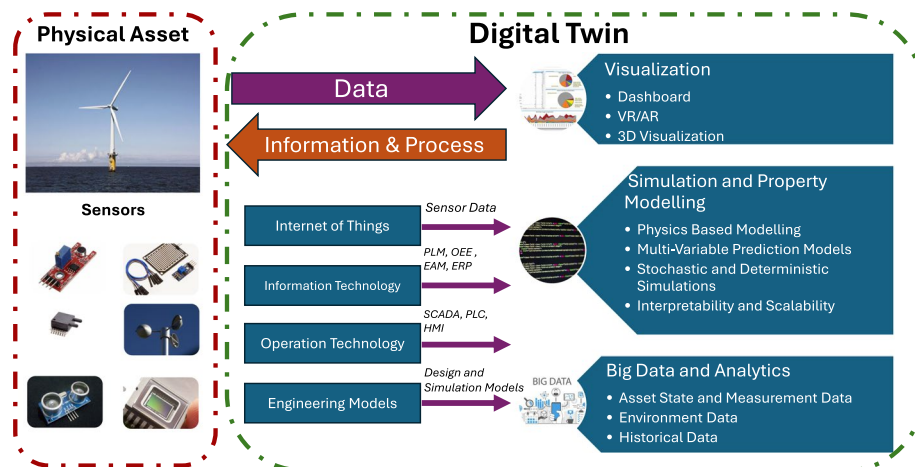 Physical Asset
Sensors
Digital Twin
Data
Information & Process
Internet of Things
Sensor Data
Information Technology
PLM, OEE ,
EAM, ERP
Operation Technology
SCADA, PLC,
HMI
Engineering Models
Design and
Simulation Models
Visualization
• Dashboard
• VR/AR
• 3D Visualization
Simulation and Property
Modelling
• Physics Based Modelling
• Multi-Variable Prediction Models
• Stochastic and Deterministic
Simulations
• Interpretability and Scalability
BIG DATA
Big Data and Analytics
• Asset State and Measurement Data
• Environment Data
• Historical Data